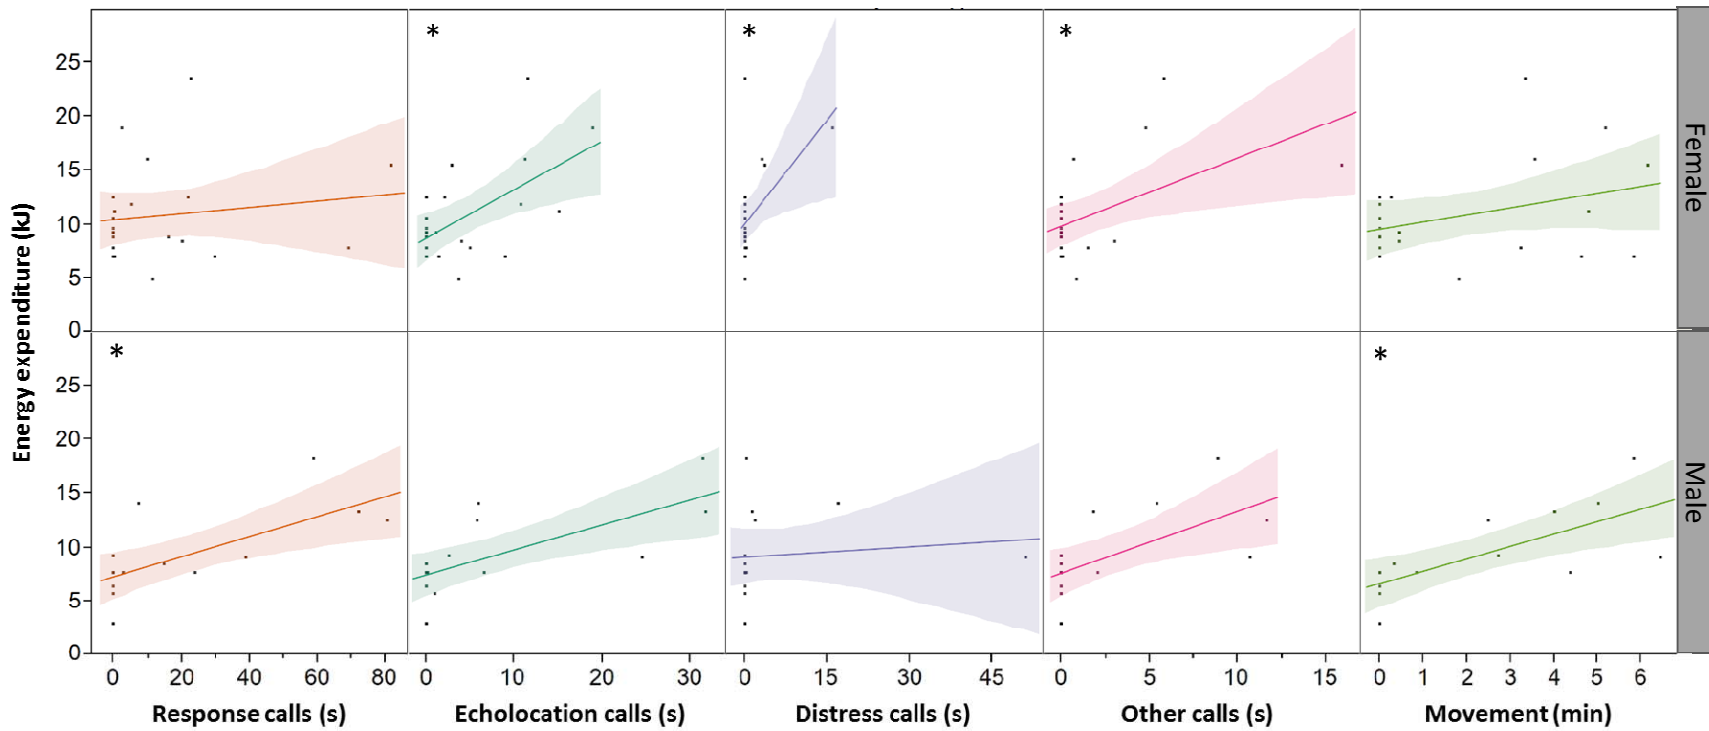 * * *
25
20
15
10
5
0
Female
Energy expenditure (kJ)
* *
25
20
15
10
5
0
Male
0 20 40 60 80 0 10 20 30 0 15 30 45 0 5 10 15 0 1 2 3 4 5 6
Response calls (s) Echolocation calls (s) Distress calls (s) Other calls (s) Movement (min)